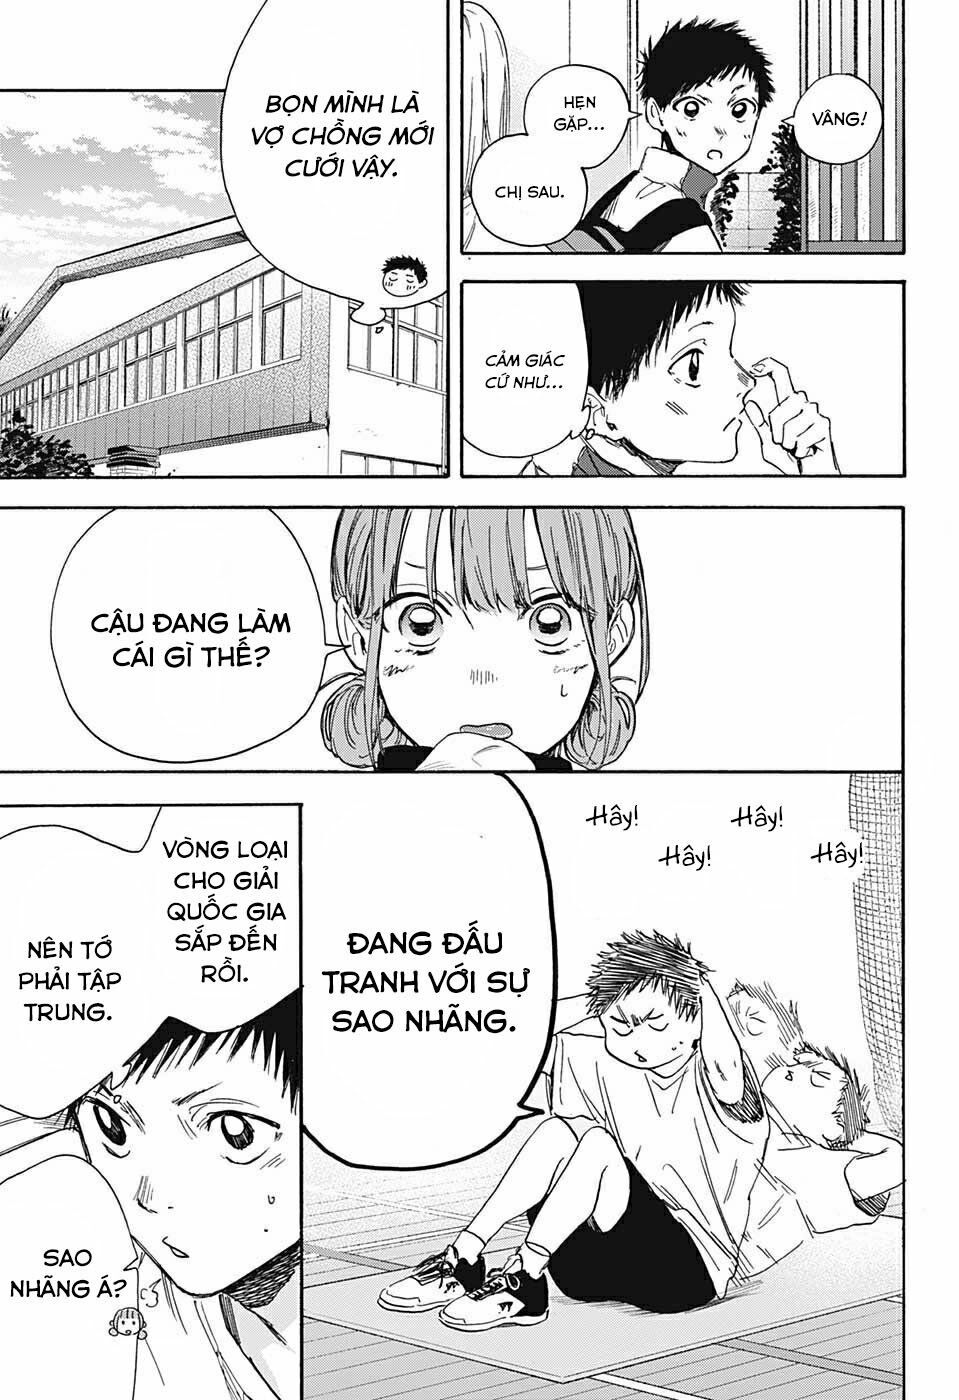 VÂNG!
HẸN
GẶP...
CHỊ SAU.
CẢM GIÁC
CỨ NHƯ...
BỌN MÌNH LÀ
VỢ CHỒNG MỚI
CƯỚI VẬY.
CẬU ĐANG LÀM
CÁI GÌ THẾ?
Hây!
Hây!
Hây!
Hây!
ĐANG ĐẤU
TRANH VỚI SỰ
SAO NHÃNG.
VÒNG LOẠI
CHO GIẢI
QUỐC GIA
SẮP ĐẾN
RỒI.
NÊN TỚ
PHẢI TẬP
TRUNG.
SAO
NHÃNG Á?